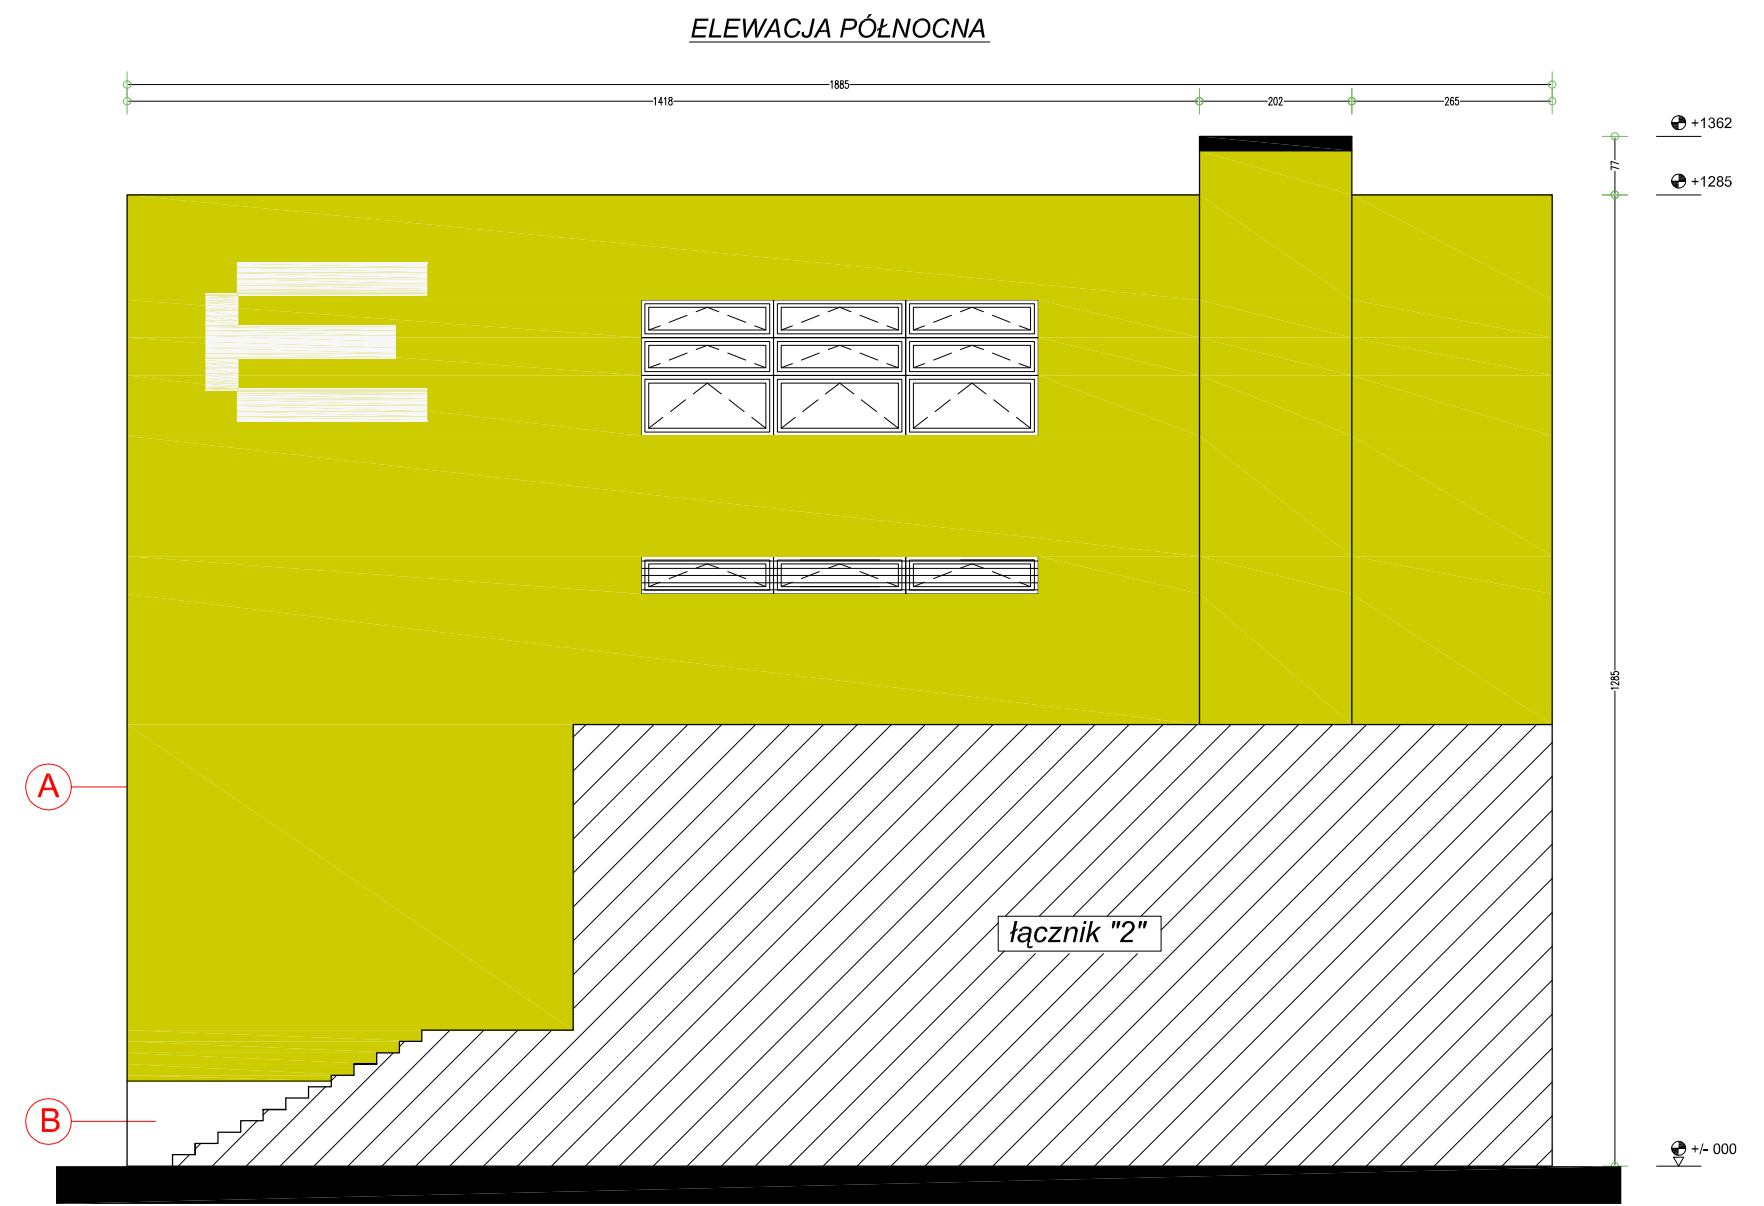 ELEWACJA PÓŁNOCNA
1885
1418
202
265
+1362
77
+1285
E
1285
A
łącznik "2"
B
+/- 000